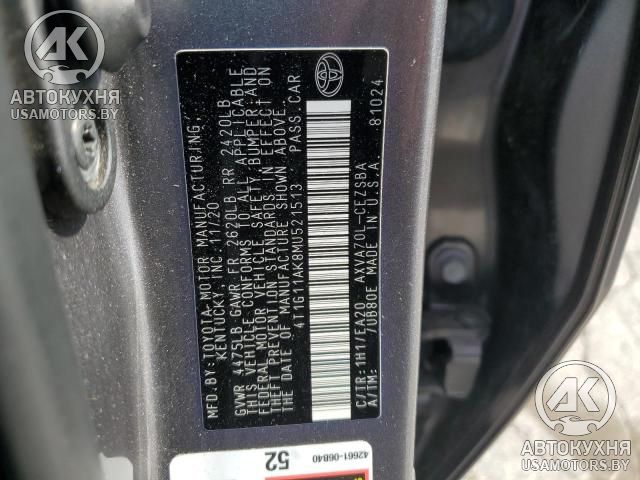 AK
АВТОКУХНЯ
USAMOTORS.BY
MFD.BY:TOYOTA MOTOR MANUFACTURING,
KENTUCKY, INC. 11/20
GVWR 4475LB GAWR FR 2620LB RR 2420LB
THIS VEHICLE CONFORMS TO ALL APPLICABLE
FEDERAL MOTOR VEHICLE SAFETY,BUMPER,AND
THEFT PREVENTION STANDARDS IN EFFECT ON
THE DATE OF MANUFACTURE SHOWN ABOVE.
4T1G11AK8MU521513 PASS.CAR
C/TR:1H1/EA20 AXVA70L-CEZSBA
A/TM: 7UB80E MADE IN U.S.A. 81024
42661-06B40
52
AK
АВТОКУХНЯ
USAMOTORS.BY